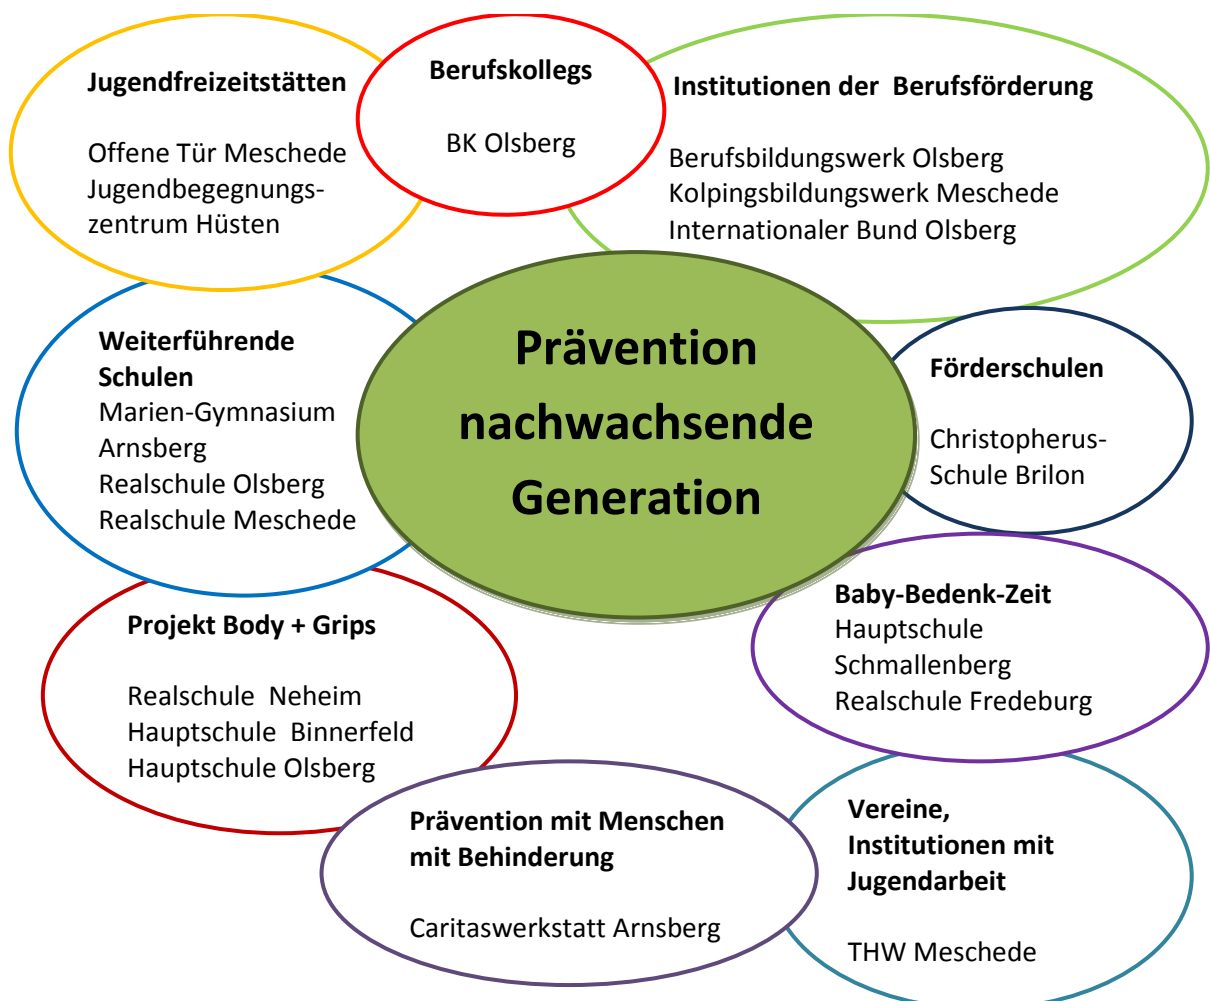 Jugendfreizeitstätten
Offene Tür Meschede
Jugendbegegnungs-
zentrum Hüsten
Berufskollegs
BK Olsberg
Institutionen der  Berufsförderung
Berufsbildungswerk Olsberg
Kolpingsbildungswerk Meschede
Internationaler Bund Olsberg
Weiterführende
Schulen
Marien-Gymnasium
Arnsberg
Realschule Olsberg
Realschule Meschede
Prävention
nachwachsende
Generation
Förderschulen
Christopherus-
Schule Brilon
Projekt Body + Grips
Realschule  Neheim
Hauptschule  Binnerfeld
Hauptschule Olsberg
Baby-Bedenk-Zeit
Hauptschule
Schmallenberg
Realschule Fredeburg
Prävention mit Menschen
mit Behinderung
Caritaswerkstatt Arnsberg
Vereine,
Institutionen mit
Jugendarbeit
THW Meschede